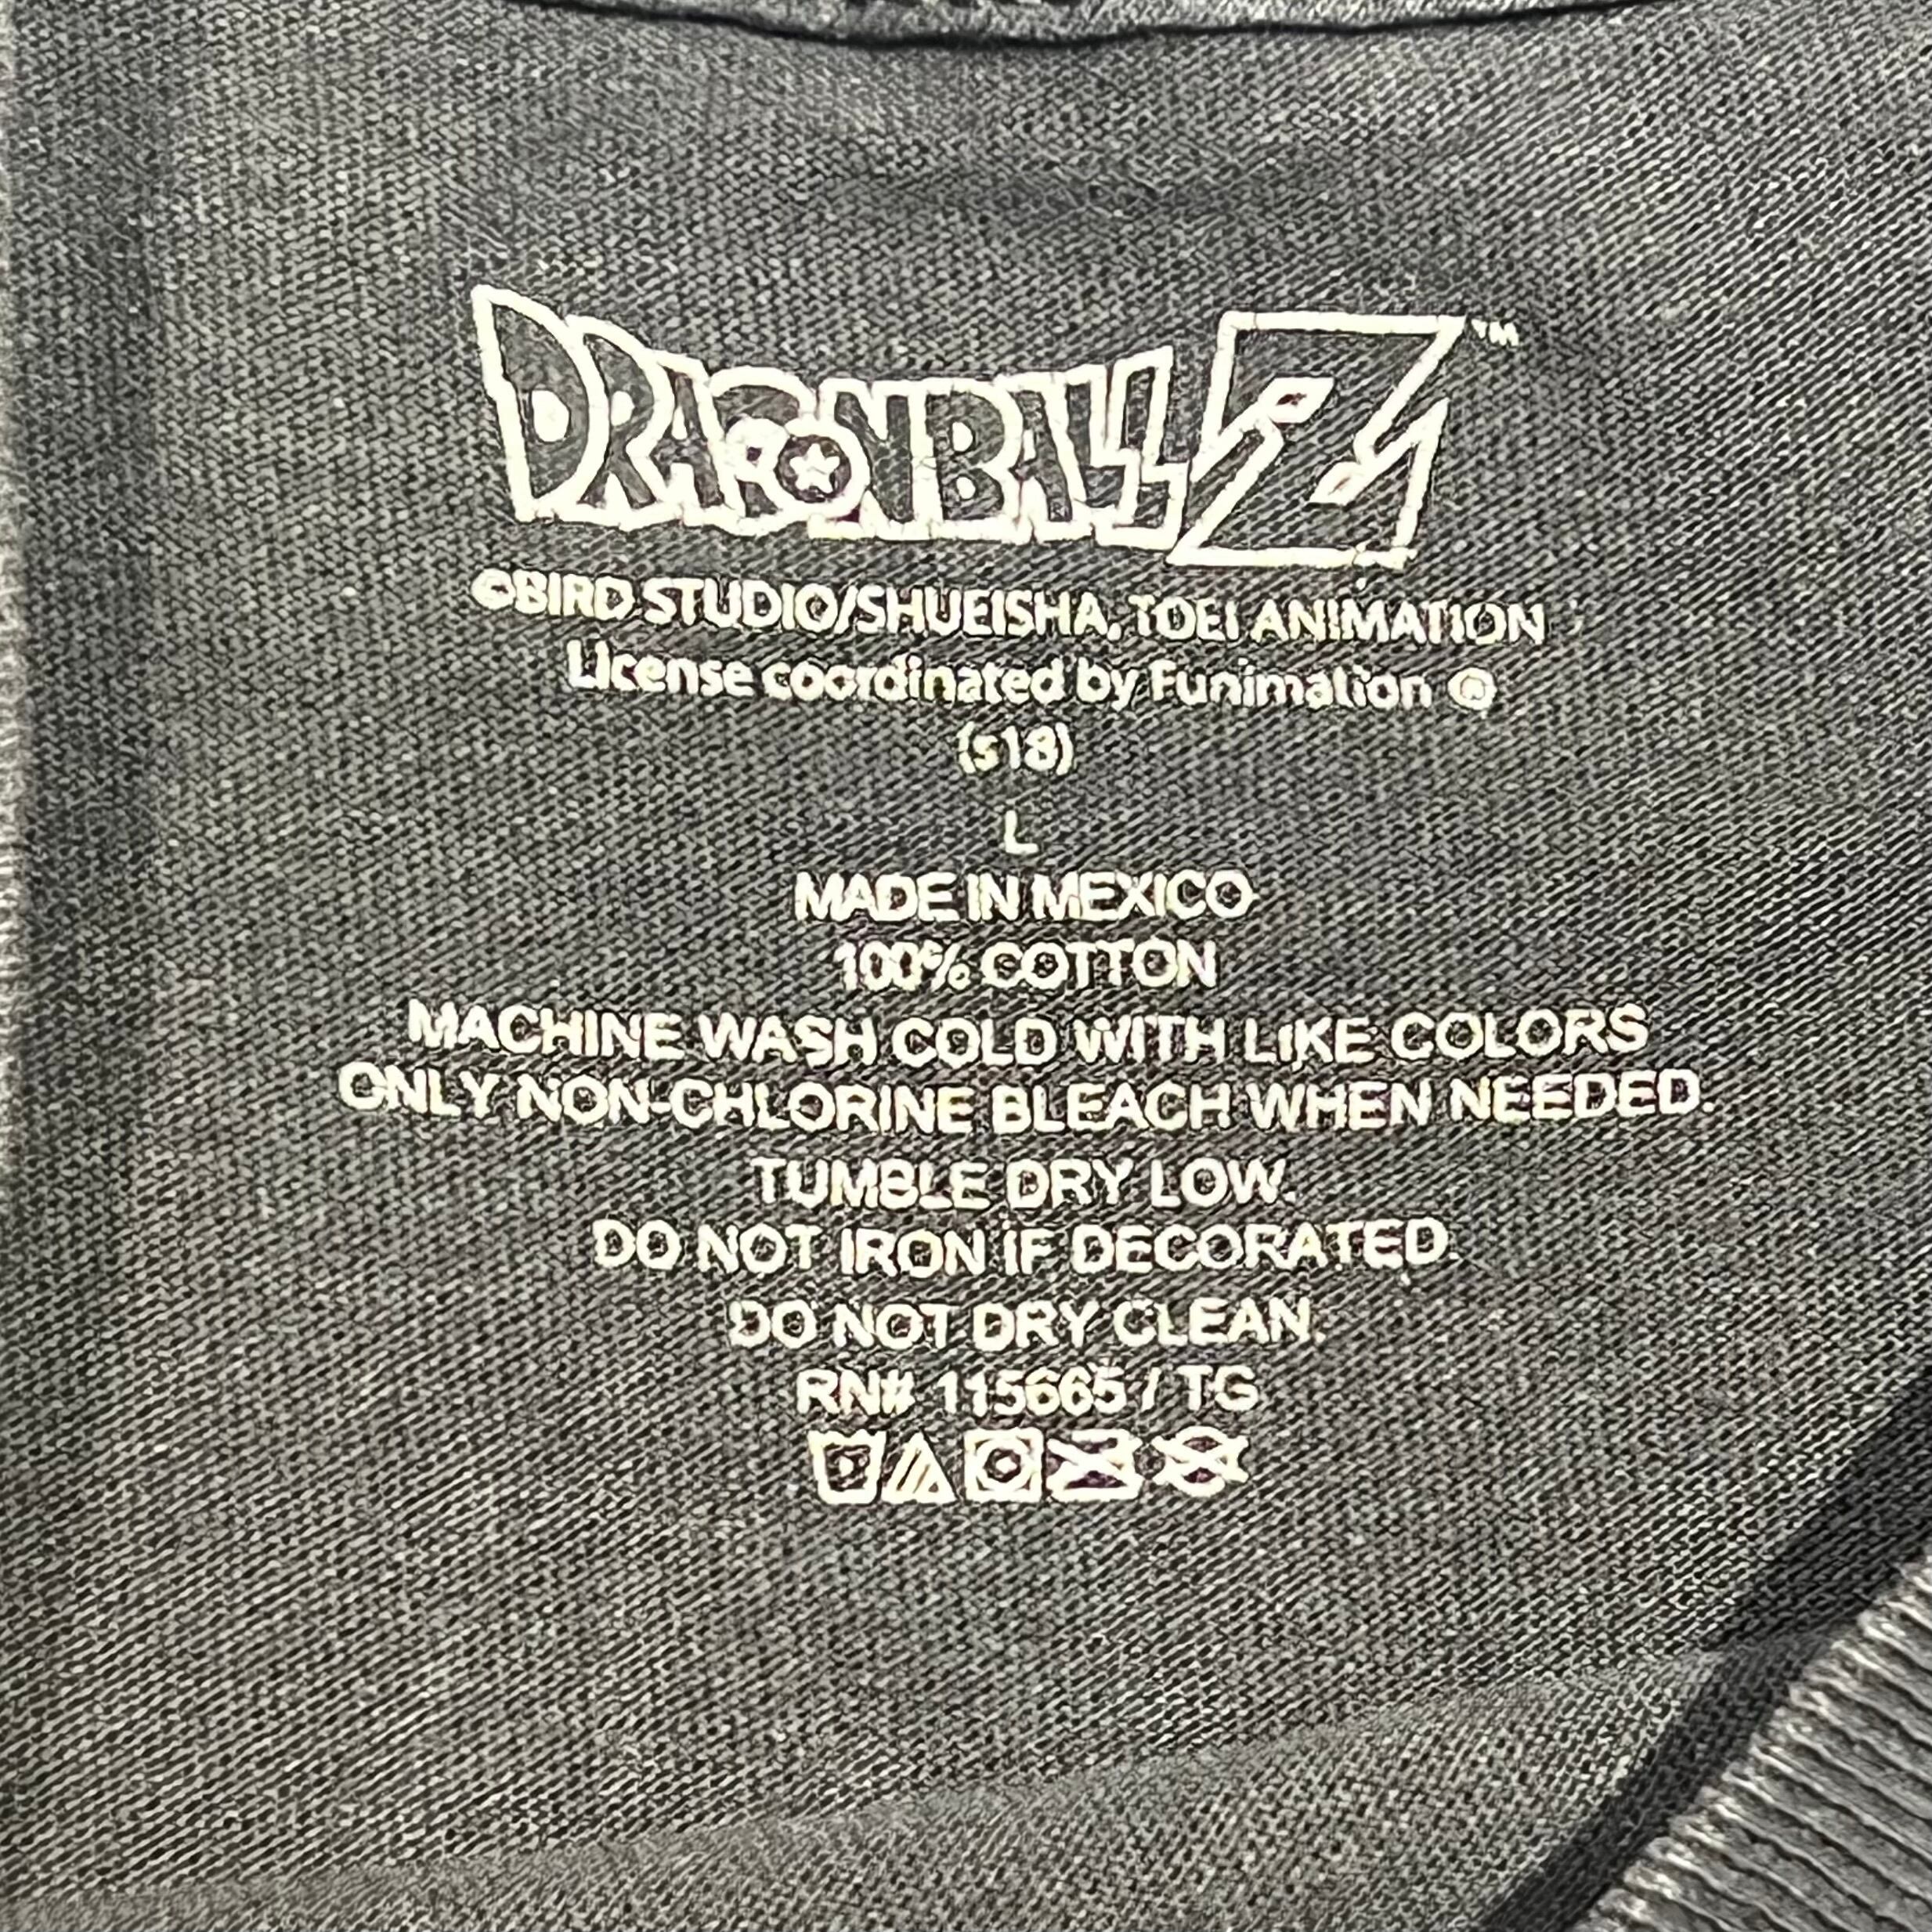 DRAGONBALL Z™
©BIRD STUDIO/SHUEISHA, TOEI ANIMATION
License coordinated by Funimation ®
(s18)
L
MADE IN MEXICO
100% COTTON
MACHINE WASH COLD WITH LIKE COLORS
ONLY NON-CHLORINE BLEACH WHEN NEEDED.
TUMBLE DRY LOW.
DO NOT IRON IF DECORATED.
DO NOT DRY CLEAN.
RN# 115665 / TG